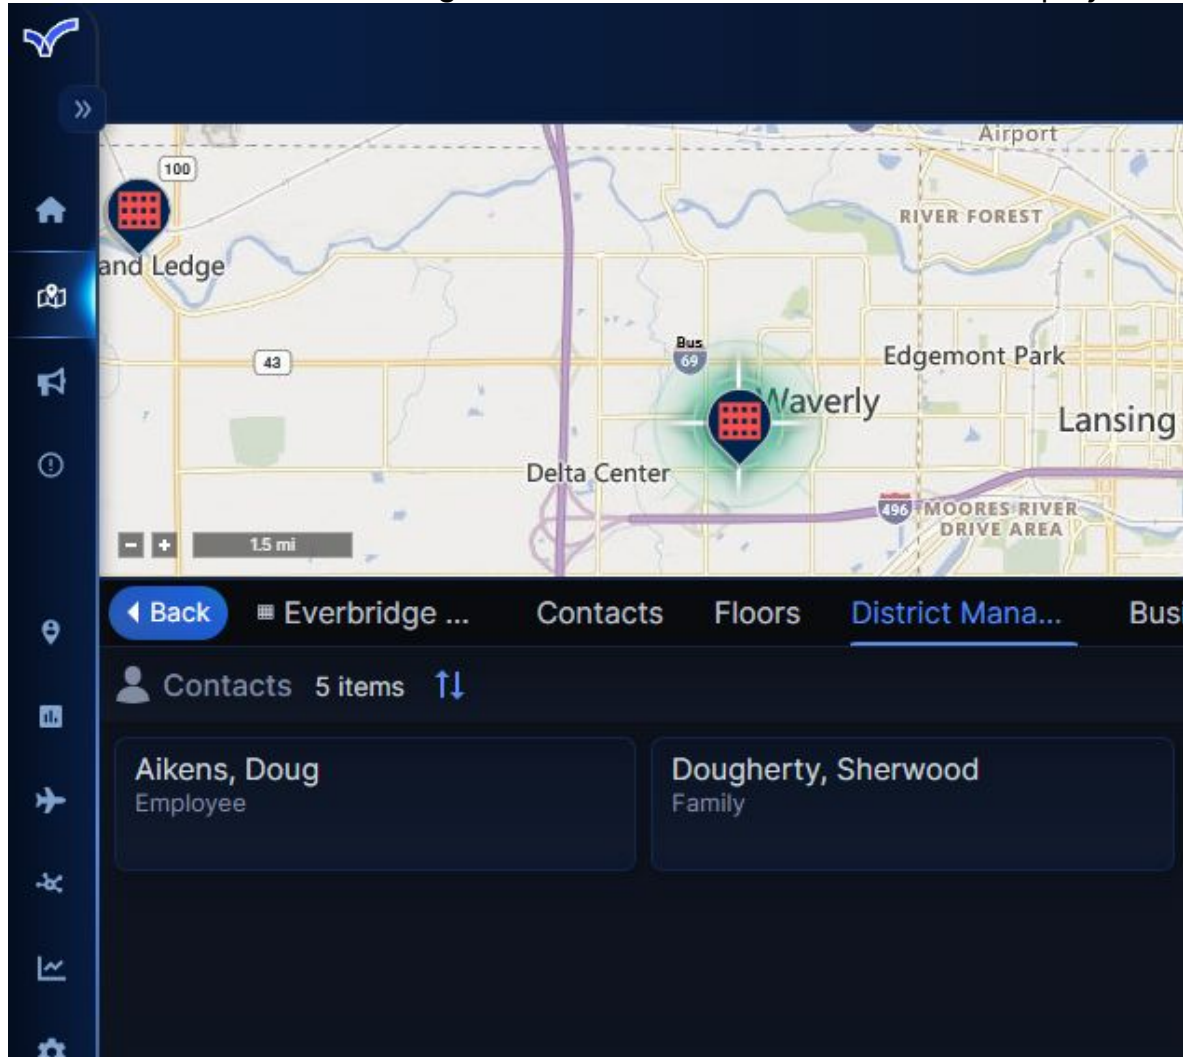 Airport
100
RIVER FOREST
and Ledge
Bus
69
43
Edgemont Park
Waverly
Lansing
Delta Center
496
MOORES RIVER
DRIVE AREA
- + 1.5 mi
Back Everbridge ... Contacts Floors District Mana... Busi
Contacts 5 items
Aikens, Doug
Employee
Dougherty, Sherwood
Family